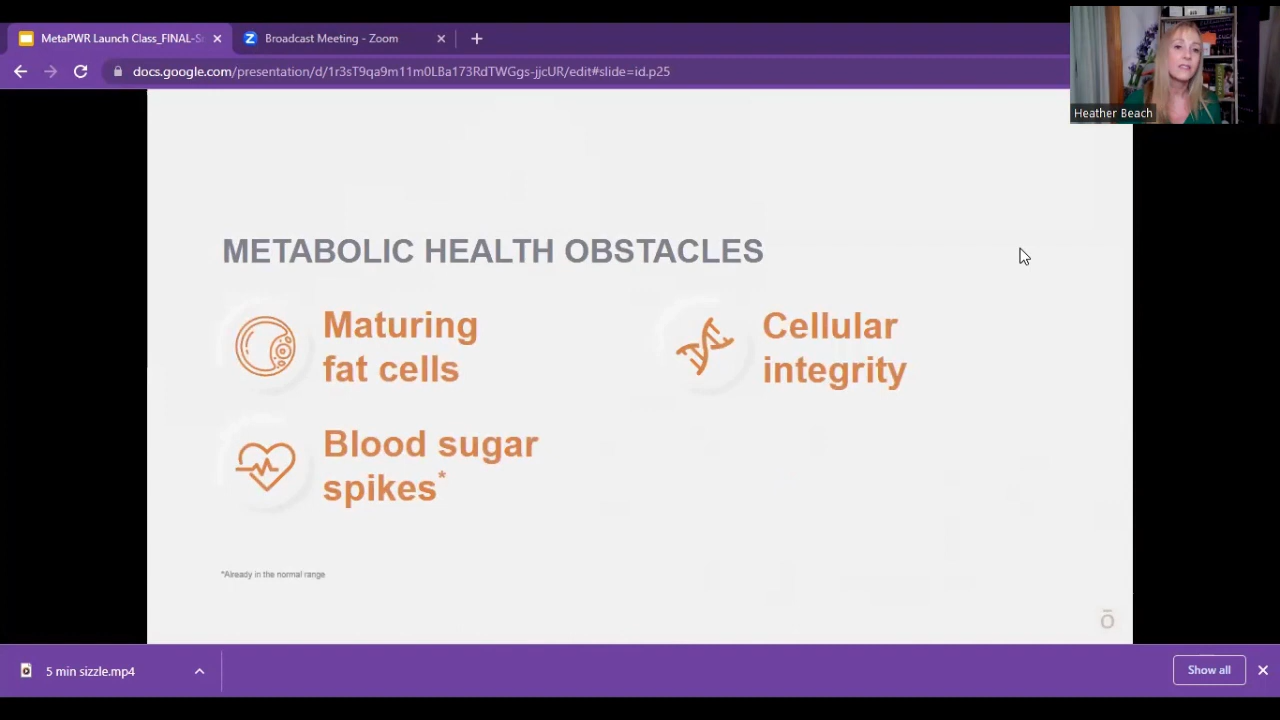 MetaPWR Launch Class_FINAL-S
Broadcast Meeting - Zoom
docs.google.com/presentation/d/1r3sT9qa9m11m0LBa173RdTWGgs-jjcUR/edit#slide=id.p25
Heather Beach
METABOLIC HEALTH OBSTACLES
Maturing
fat cells
Cellular
integrity
Blood sugar
spikes*
*Already in the normal range
ō
5 min sizzle.mp4
Show all